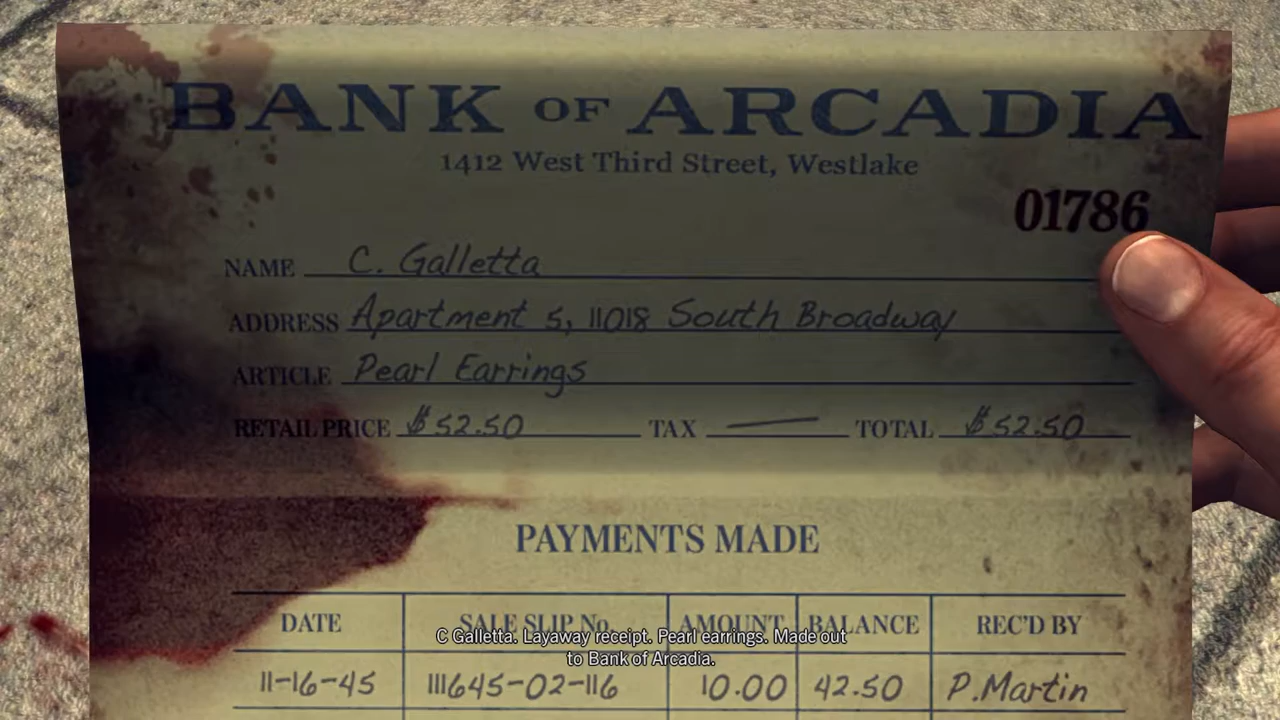 BANK OF ARCADIA
1412 West Third Street, Westlake
01786
NAME C. Galletta
ADDRESS Apartment 5, 11018 South Broadway
ARTICLE Pearl Earrings
RETAIL PRICE $52.50 TAX — TOTAL $52.50
PAYMENTS MADE
DATE SALE SLIP No. AMOUNT BALANCE REC'D BY
C Galletta. Layaway receipt. Pearl earrings. Made out
to Bank of Arcadia.
11-16-45 111645-02-116 10.00 42.50 P.Martin